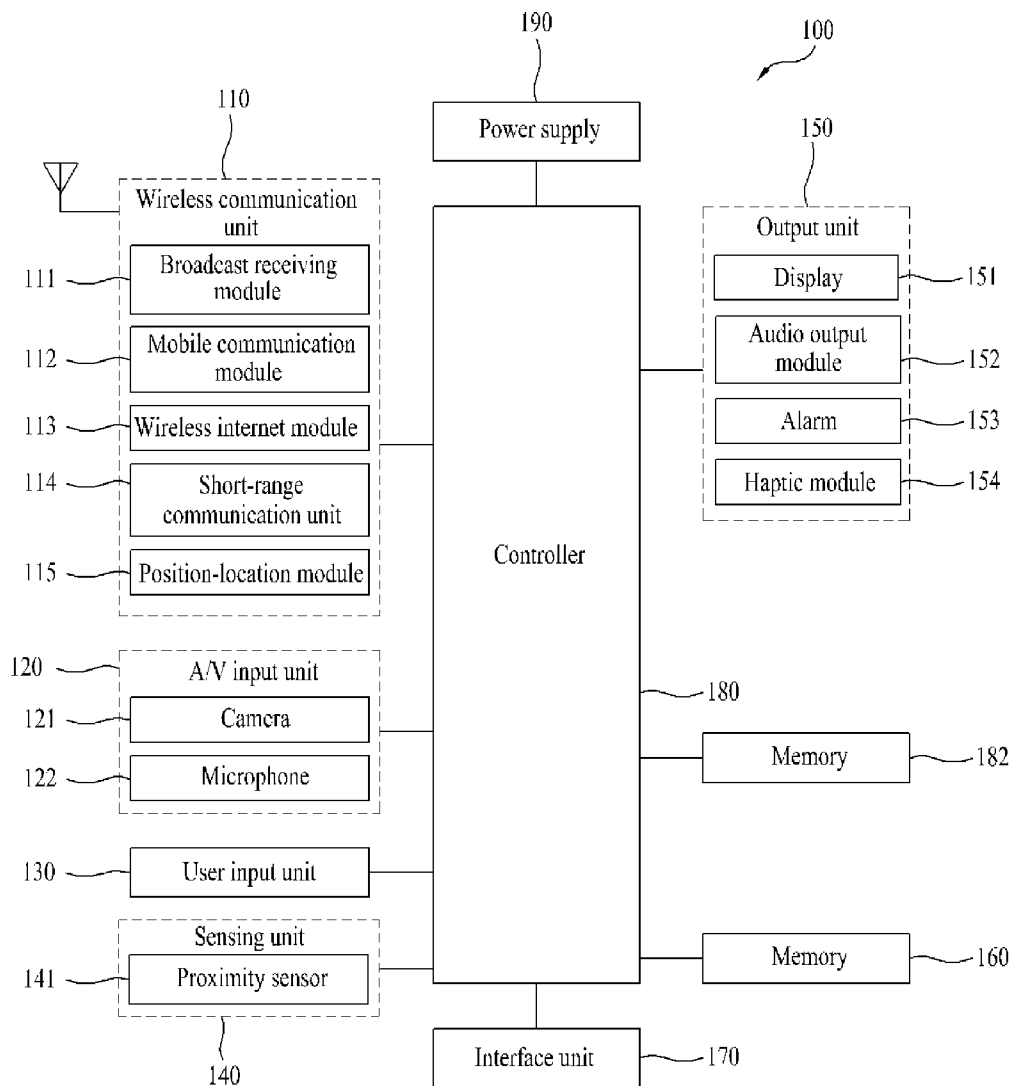 190
100
110
Power supply
150
Wireless communication
unit
Output unit
111
Broadcast receiving
module
Display
151
112
Mobile communication
module
Audio output
module
152
113
Wireless internet module
Alarm
153
114
Short-range
communication unit
Haptic module
154
Controller
115
Position-location module
120
A/V input unit
180
121
Camera
Memory
182
122
Microphone
130
User input unit
Sensing unit
141
Proximity sensor
Memory
160
140
Interface unit
170